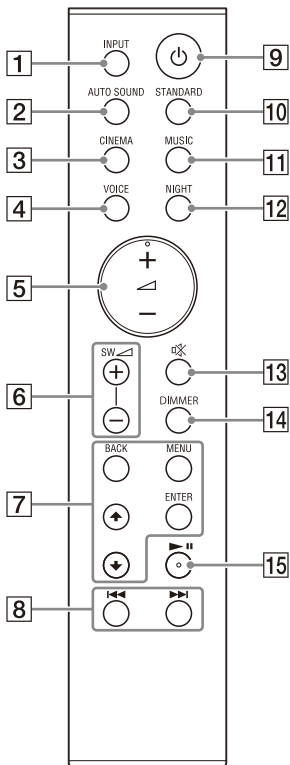 INPUT
1
9
AUTO SOUND STANDARD
2
10
CINEMA MUSIC
3
11
VOICE NIGHT
4
12
+
5
−
SW
+
13
6
DIMMER
−
14
BACK MENU
7
ENTER
15
8